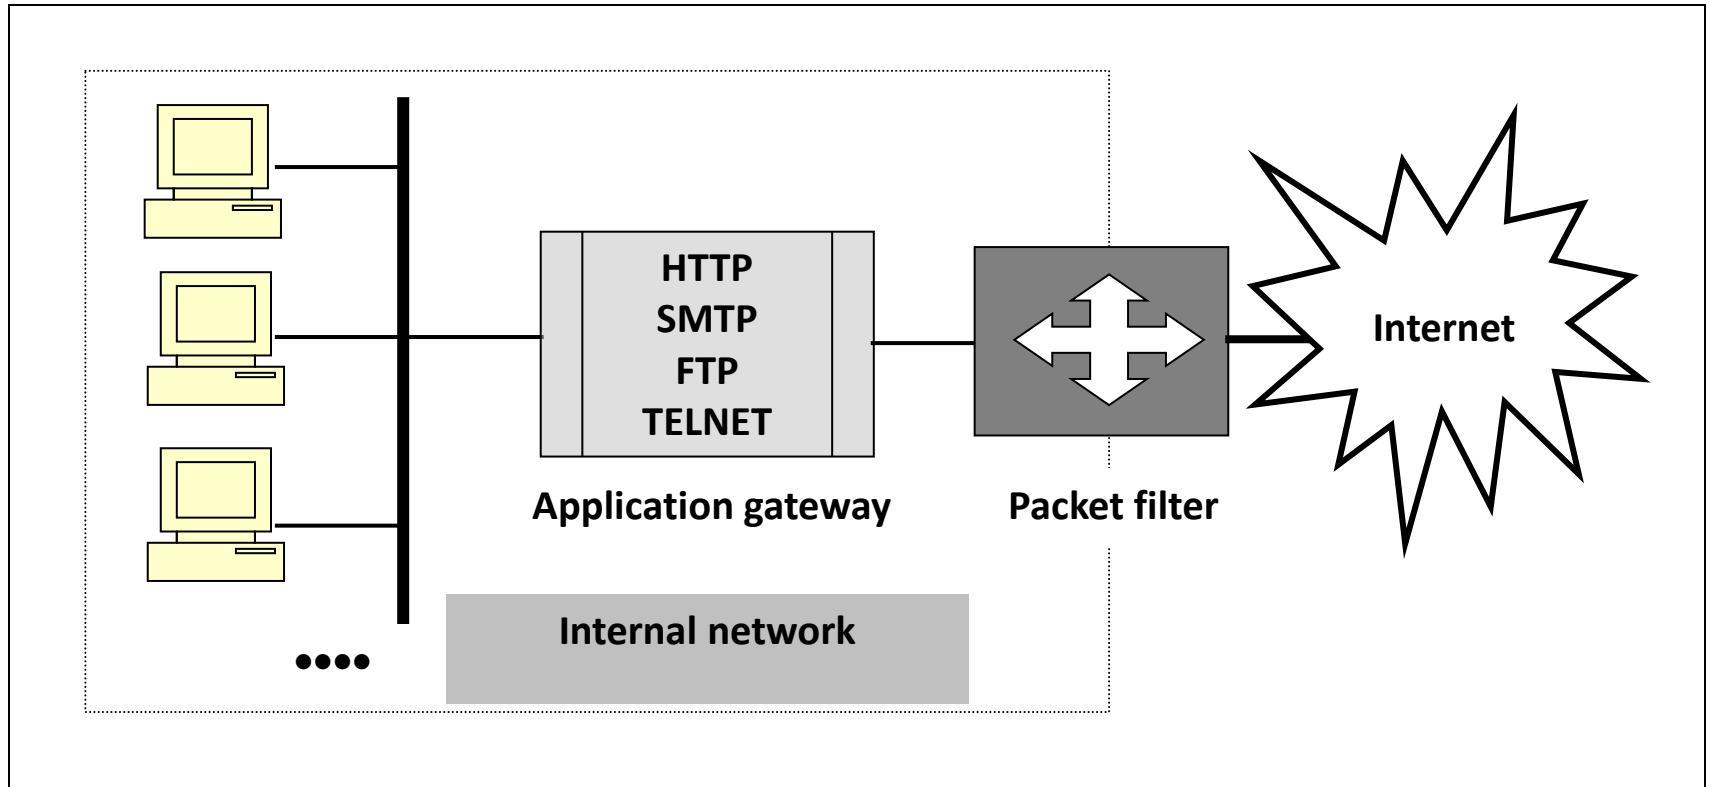 HTTP
SMTP
FTP
TELNET
Application gateway
Packet filter
Internet
Internal network